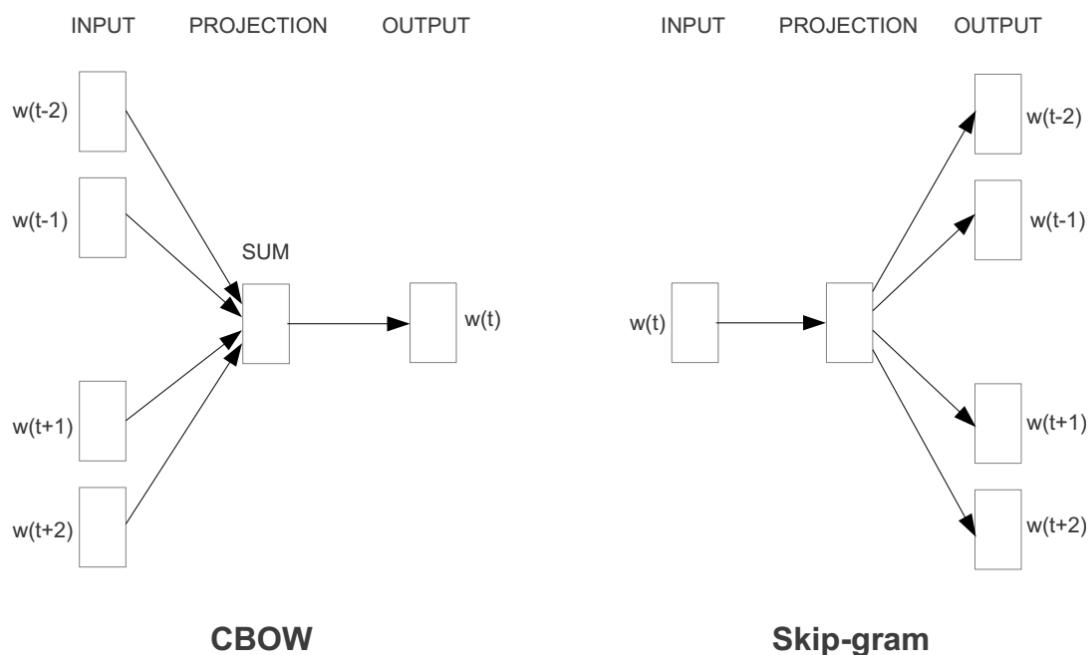 INPUT PROJECTION OUTPUT
w(t-2)
w(t-1)
SUM
w(t)
w(t+1)
w(t+2)
CBOW
INPUT PROJECTION OUTPUT
w(t-2)
w(t-1)
w(t)
w(t+1)
w(t+2)
Skip-gram